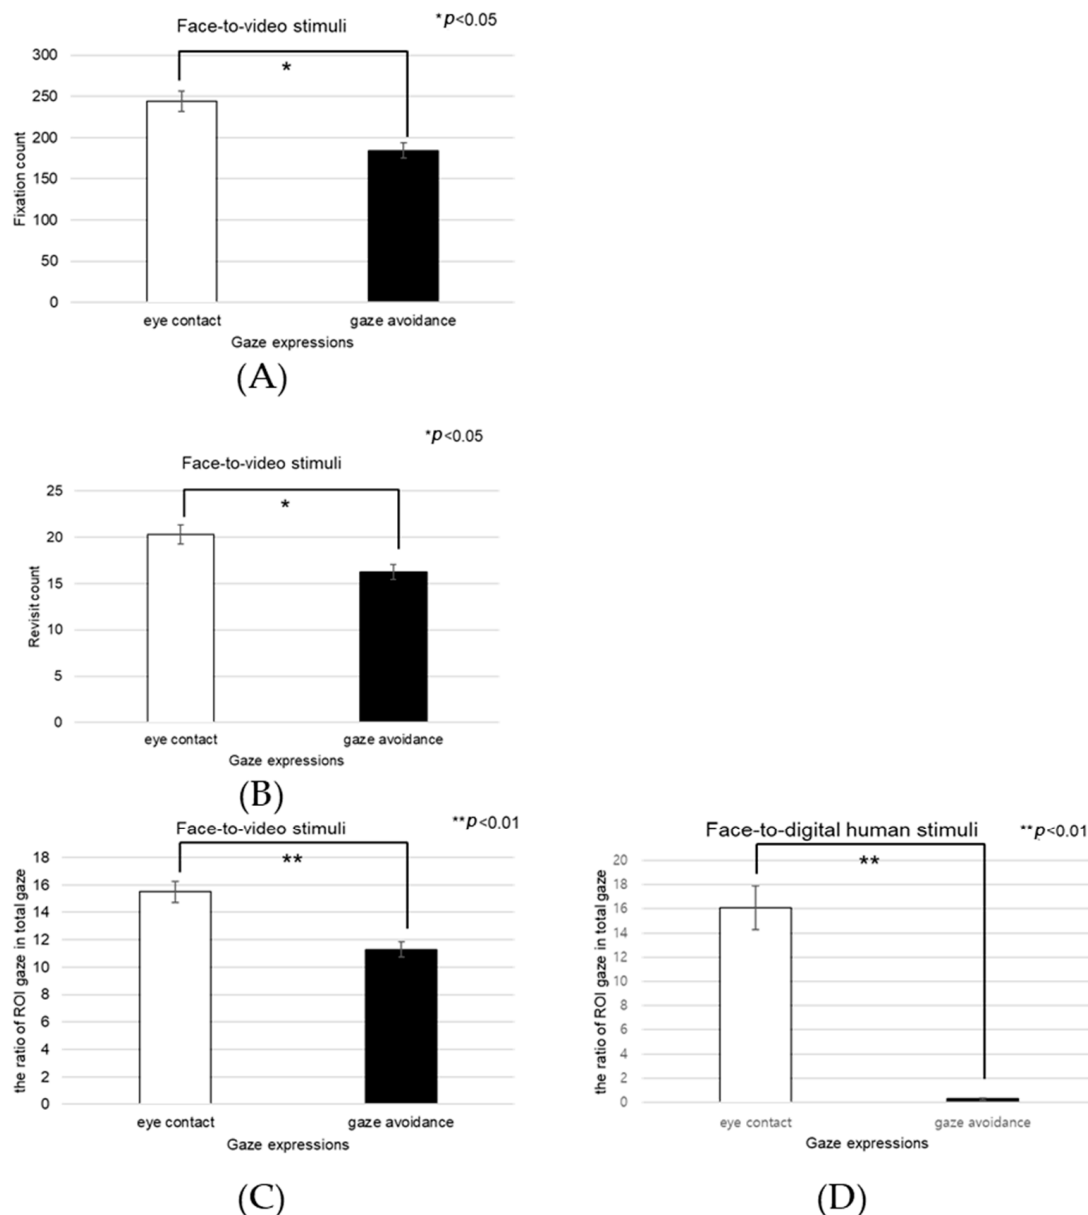 *p<0.05
Face-to-video stimuli
300
*
250
200
150
100
50
0
Fixation count
eye contact gaze avoidance
Gaze expressions
(A)
*p<0.05
Face-to-video stimuli
25
*
20
15
10
5
0
Revisit count
eye contact gaze avoidance
Gaze expressions
(B)
**p<0.01
Face-to-video stimuli
18
**
16
14
12
10
8
6
4
2
0
the ratio of ROI gaze in total gaze
eye contact gaze avoidance
Gaze expressions
(C)
Face-to-digital human stimuli **p<0.01
20
**
18
16
14
12
10
8
6
4
2
0
the ratio of ROI gaze in total gaze
eye contact gaze avoidance
Gaze expressions
(D)